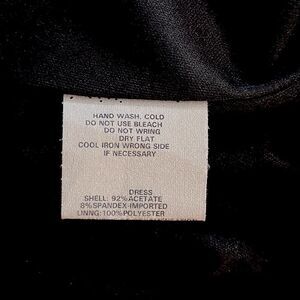 HAND WASH. COLD
DO NOT USE BLEACH
DO NOT WRING
DRY FLAT
COOL IRON WRONG SIDE
IF NECESSARY
DRESS
SHELL: 92%ACETATE
8%SPANDEX-IMPORTED
LINNG:100%POLYESTER